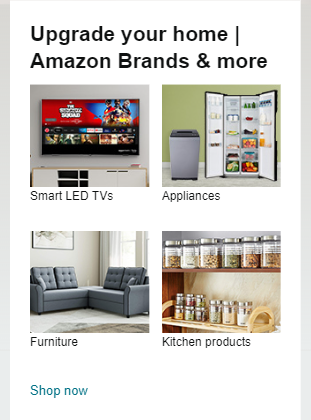 Upgrade your home |
Amazon Brands & more
Smart LED TVs
Appliances
Furniture
Kitchen products
Shop now